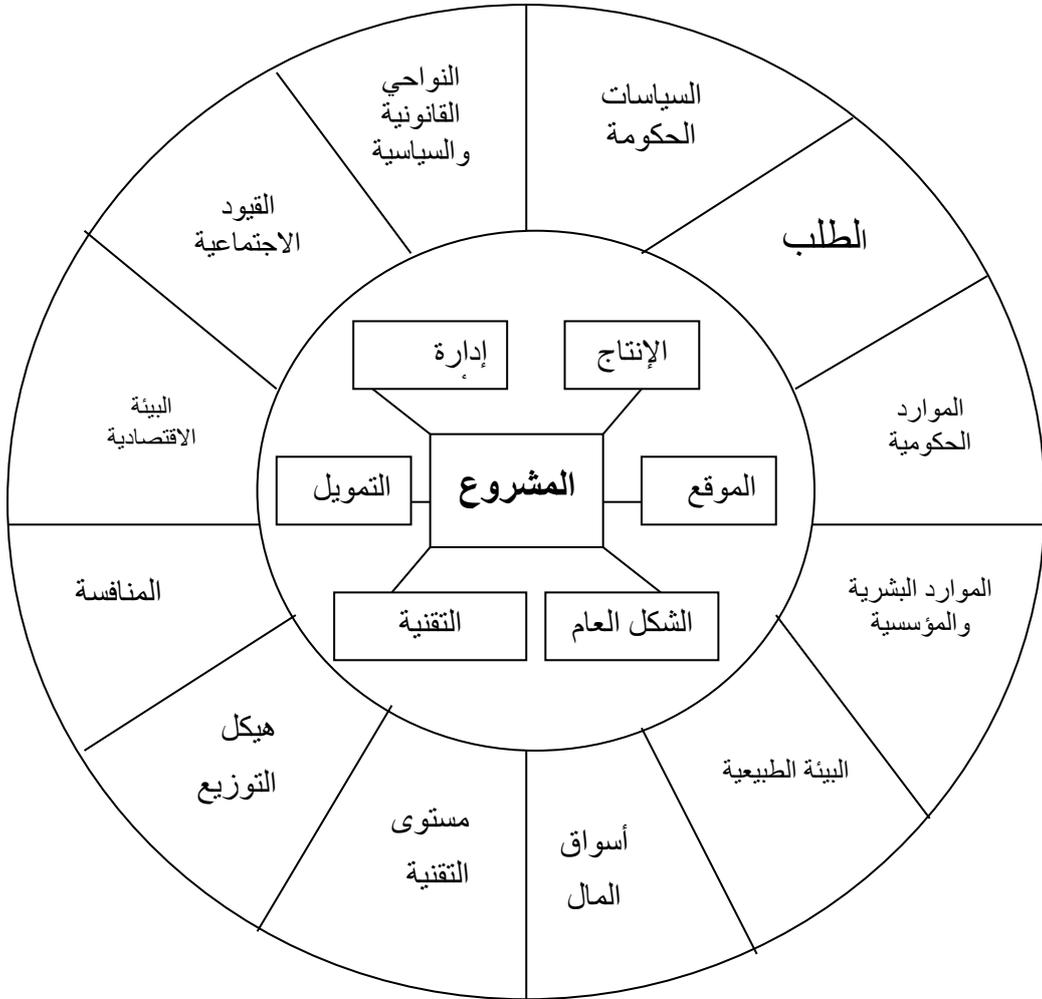 النواحي
القانونية
والسياسية
السياسات
الحكومة
القيود
الاجتماعية
الطلب
البيئة
الاقتصادية
الموارد
الحكومية
إدارة
الإنتاج
التمويل
المشروع
الموقع
التقنية
الشكل العام
المنافسة
الموارد البشرية
والمؤسسية
هيكل
التوزيع
البيئة الطبيعية
مستوى
التقنية
أسواق
المال